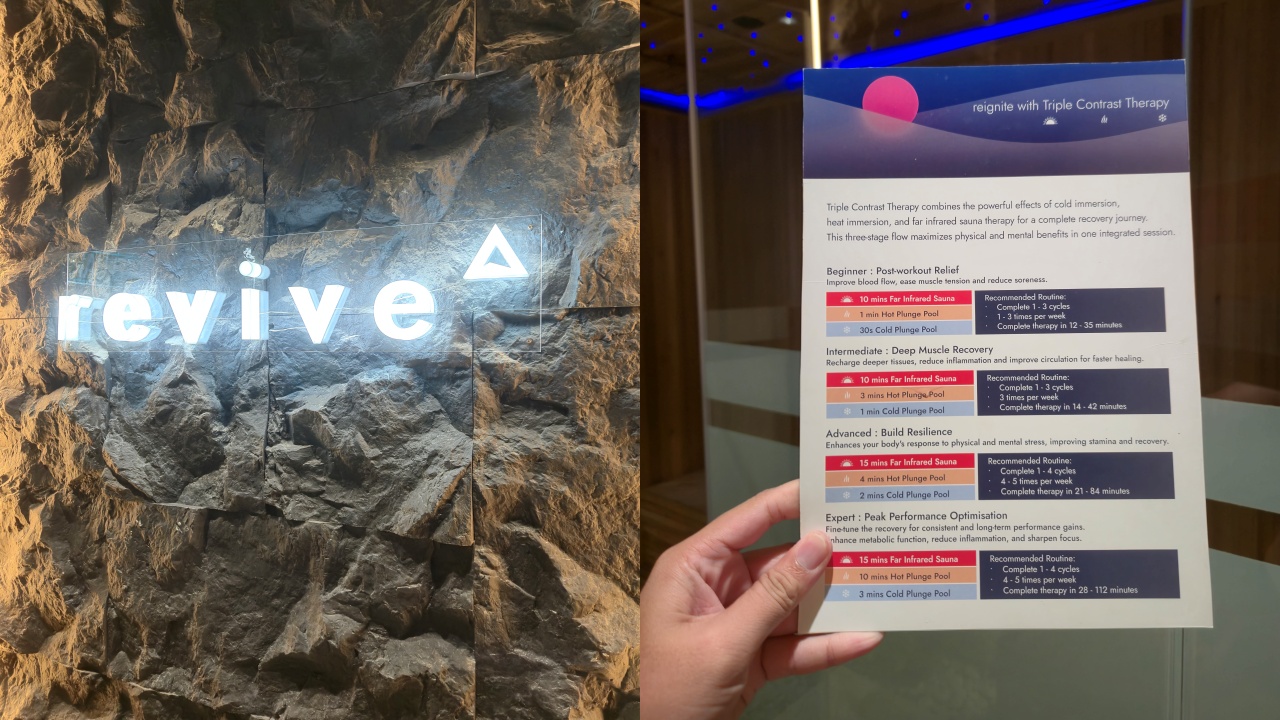 revive
reignite with Triple Contrast Therapy
Triple Contrast Therapy combines the powerful effects of cold immersion,
heat immersion, and far infrared sauna therapy for a complete recovery journey.
This three-stage flow maximizes physical and mental benefits in one integrated session.
Beginner : Post-workout Relief
Improve blood flow, ease muscle tension and reduce soreness.
10 mins Far Infrared Sauna
1 min Hot Plunge Pool
30s Cold Plunge Pool
Recommended Routine:
· Complete 1 - 3 cycles
· 1 - 3 times per week
· Complete therapy in 12 - 35 minutes
Intermediate : Deep Muscle Recovery
Recharge deeper tissues, reduce inflammation and improve circulation for faster healing.
10 mins Far Infrared Sauna
3 mins Hot Plunge Pool
1 min Cold Plunge Pool
Recommended Routine:
· Complete 1 - 3 cycles
· 3 times per week
· Complete therapy in 14 - 42 minutes
Advanced : Build Resilience
Enhances your body's response to physical and mental stress, improving stamina and recovery.
15 mins Far Infrared Sauna
4 mins Hot Plunge Pool
2 mins Cold Plunge Pool
Recommended Routine:
· Complete 1 - 4 cycles
· 4 - 5 times per week
· Complete therapy in 21 - 84 minutes
Expert : Peak Performance Optimisation
Fine-tune the recovery for consistent and long-term performance gains.
Enhance metabolic function, reduce inflammation, and sharpen focus.
15 mins Far Infrared Sauna
10 mins Hot Plunge Pool
3 mins Cold Plunge Pool
Recommended Routine:
· Complete 1 - 4 cycles
· 4 - 5 times per week
· Complete therapy in 28 - 112 minutes